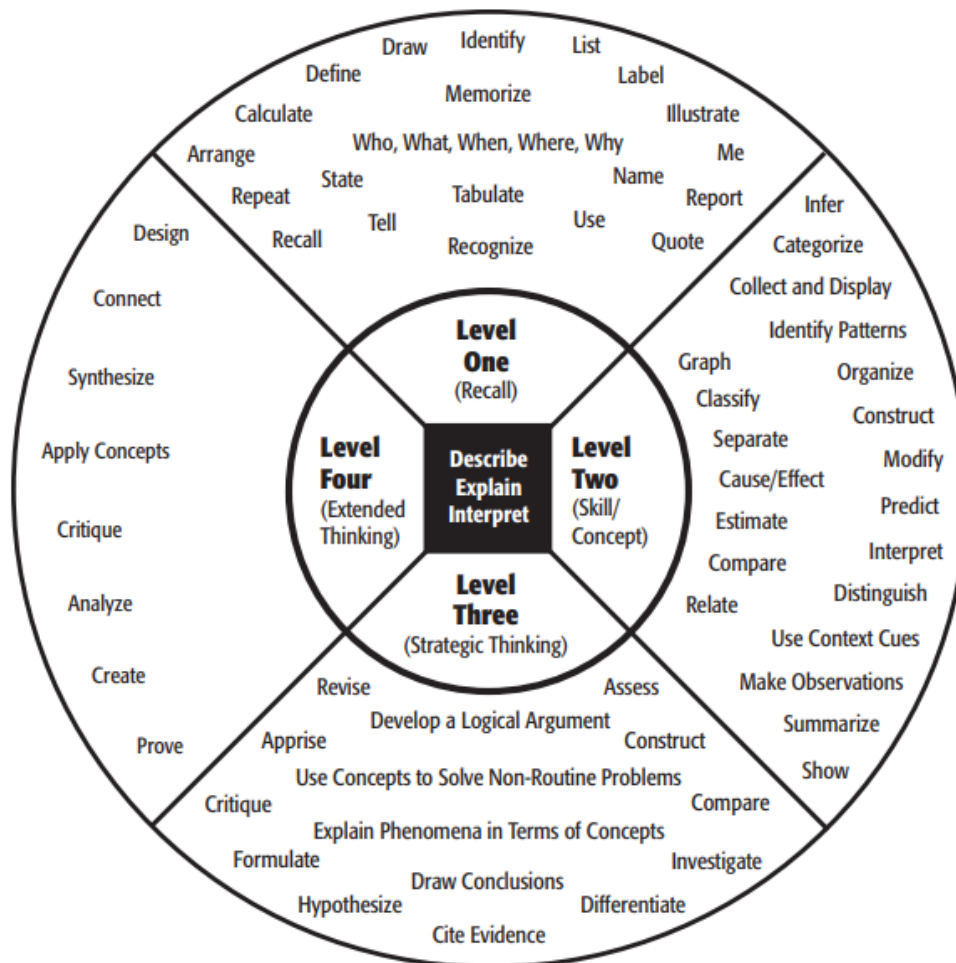 Draw
Identify
List
Define
Label
Calculate
Memorize
Illustrate
Arrange
Who, What, When, Where, Why
Me
Repeat
State
Tabulate
Name
Report
Recall
Tell
Recognize
Use
Quote
Infer
Categorize
Collect and Display
Identify Patterns
Graph
Organize
Classify
Construct
Separate
Modify
Cause/Effect
Predict
Estimate
Interpret
Compare
Distinguish
Relate
Use Context Cues
Make Observations
Summarize
Show
Design
Connect
Synthesize
Apply Concepts
Critique
Analyze
Create
Prove
Level
One
(Recall)
Level
Four
(Extended
Thinking)
Describe
Explain
Interpret
Level
Two
(Skill/
Concept)
Level
Three
(Strategic Thinking)
Revise
Assess
Develop a Logical Argument
Apprise
Construct
Use Concepts to Solve Non-Routine Problems
Critique
Compare
Explain Phenomena in Terms of Concepts
Formulate
Investigate
Draw Conclusions
Hypothesize
Differentiate
Cite Evidence